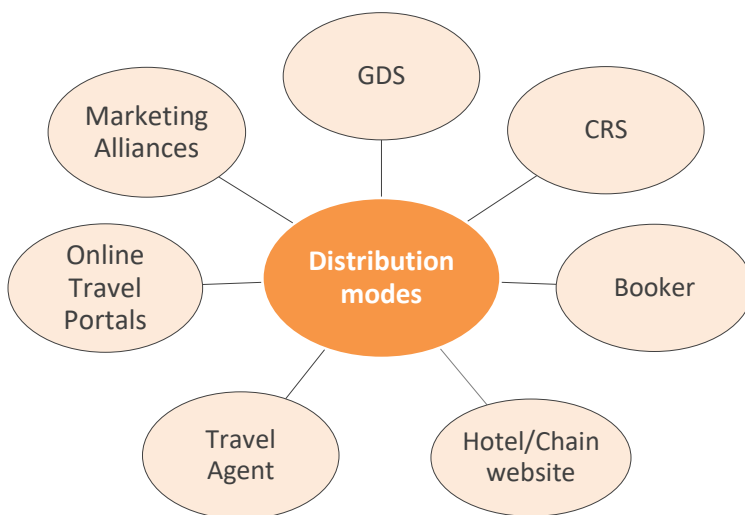 GDS
Marketing
Alliances
CRS
Distribution
modes
Online
Travel
Portals
Booker
Travel
Agent
Hotel/Chain
website